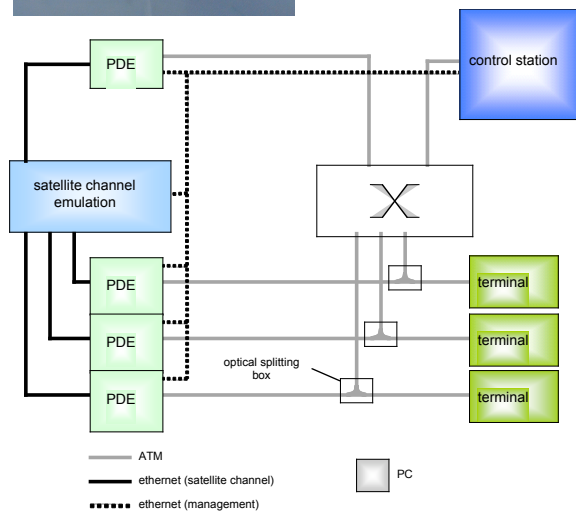 PDE
control station
satellite channel
emulation
PDE
terminal
PDE
terminal
optical splitting
box
PDE
terminal
ATM
ethernet (satellite channel)
PC
ethernet (management)